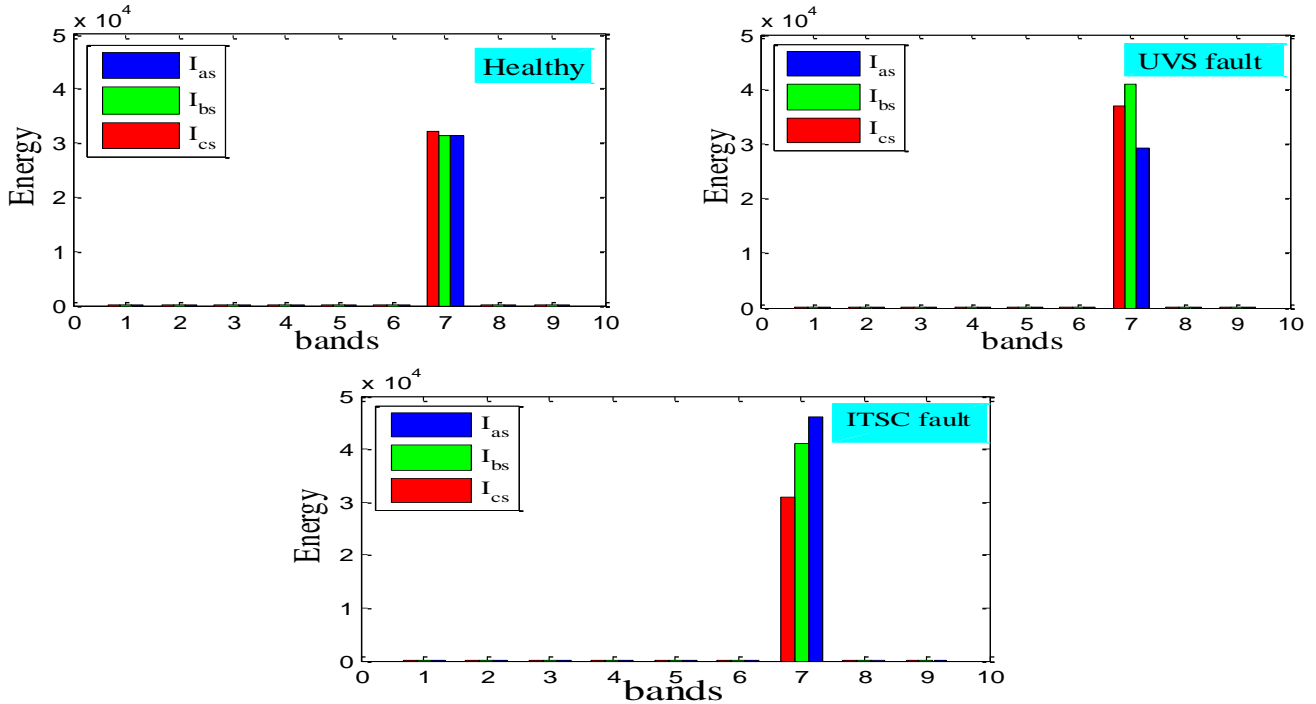 x 10^4
5
4
3
2
1
0
Energy
I_as
I_bs
I_cs
Healthy
0 1 2 3 4 5 6 7 8 9 10
bands
x 10^4
5
4
3
2
1
0
Energy
I_as
I_bs
I_cs
UVS fault
0 1 2 3 4 5 6 7 8 9 10
bands
x 10^4
5
4
3
2
1
0
Energy
I_as
I_bs
I_cs
ITSC fault
0 1 2 3 4 5 6 7 8 9 10
bands